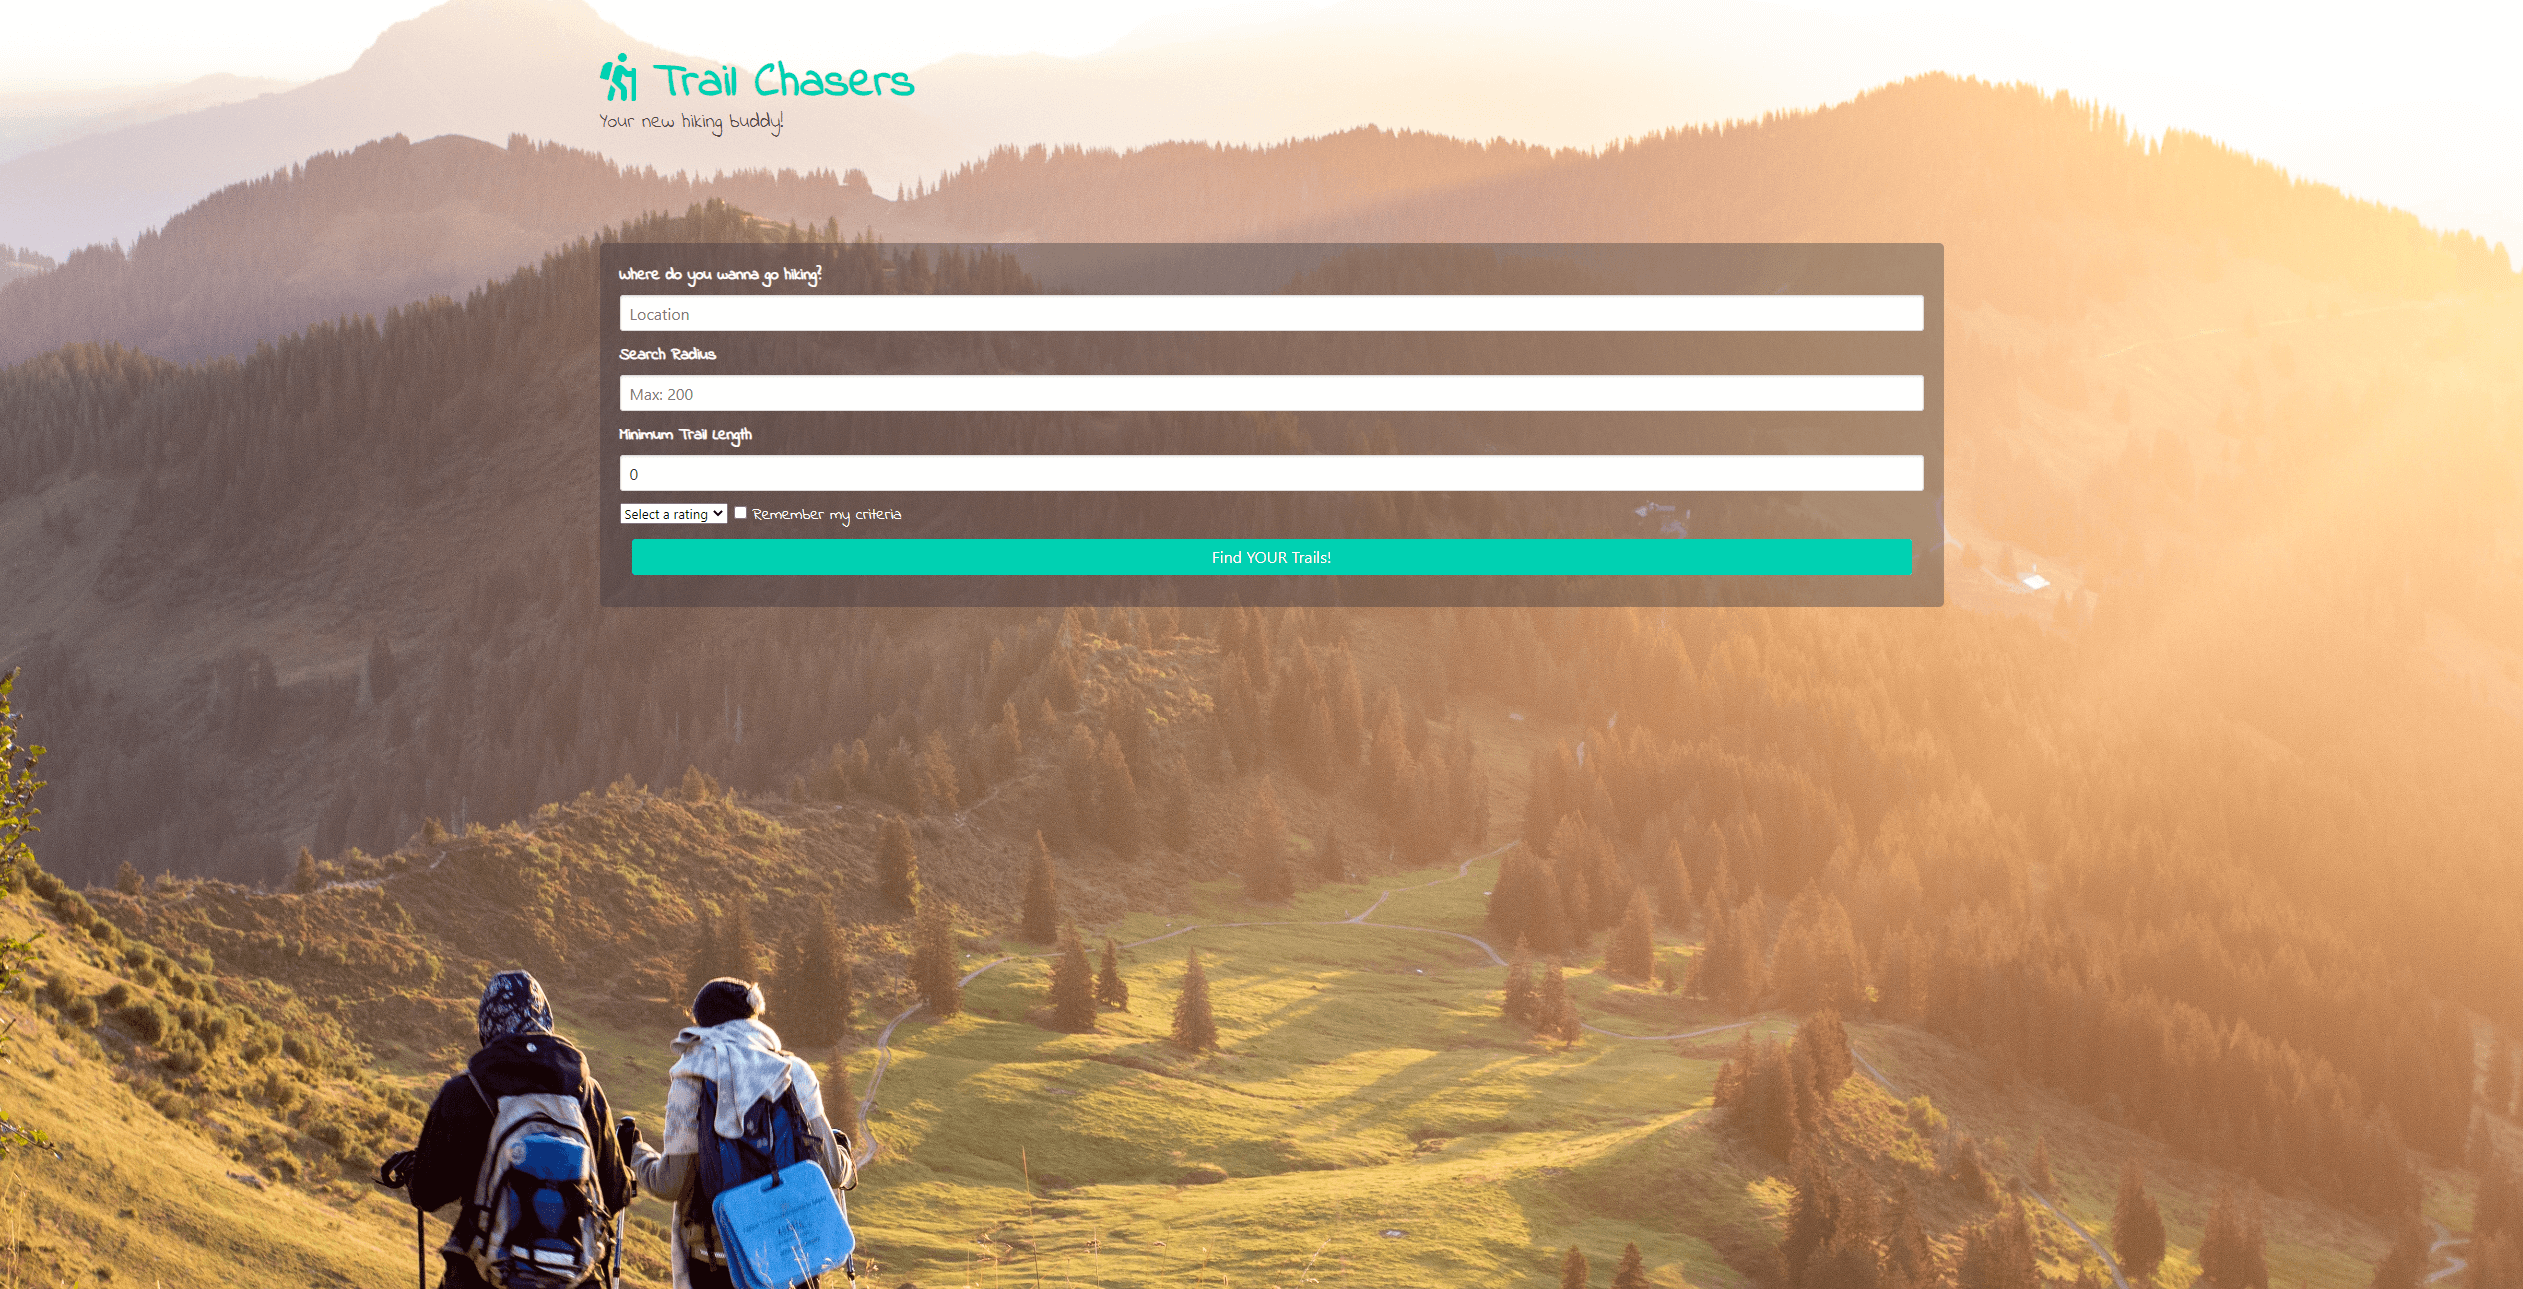 Trail Chasers
Your new hiking buddy!
Where do you wanna go hiking?
Location
Search Radius
Max: 200
Minimum Trail Length
0
Select a rating Remember my criteria
Find YOUR Trails!